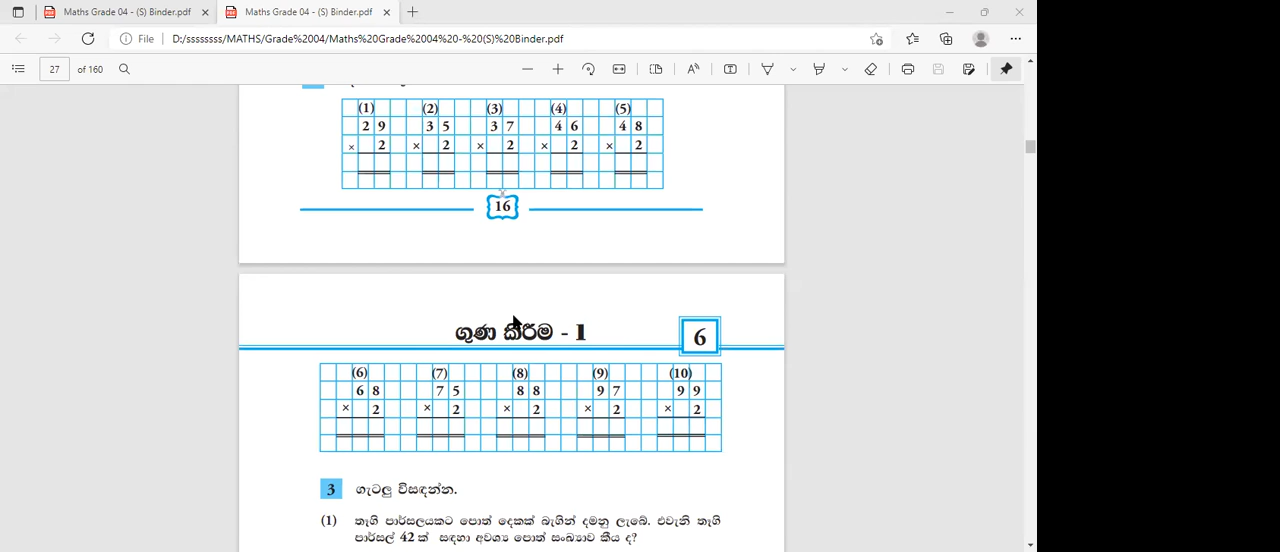 Maths Grade 04 - (S) Binder.pdf
Maths Grade 04 - (S) Binder.pdf
File D:/ssssssss/MATHS/Grade%2004/Maths%20Grade%2004%20-%20(S)%20Binder.pdf
27 of 160
(1) (2) (3) (4) (5)
2 9 3 5 3 7 4 6 4 8
× 2 × 2 × 2 × 2 × 2
16
ගුණ කිරීම - 1 6
(6) (7) (8) (9) (10)
6 8 7 5 8 8 9 7 9 9
× 2 × 2 × 2 × 2 × 2
3 ගැටලු විසඳන්න.
(1) තෑගි පාර්සලයකට පොත් දෙකක් බැගින් දමනු ලැබේ. එවැනි තෑගි
පාර්සල් 42 ක් සඳහා අවශ්‍ය පොත් සංඛ්‍යාව කීය ද?